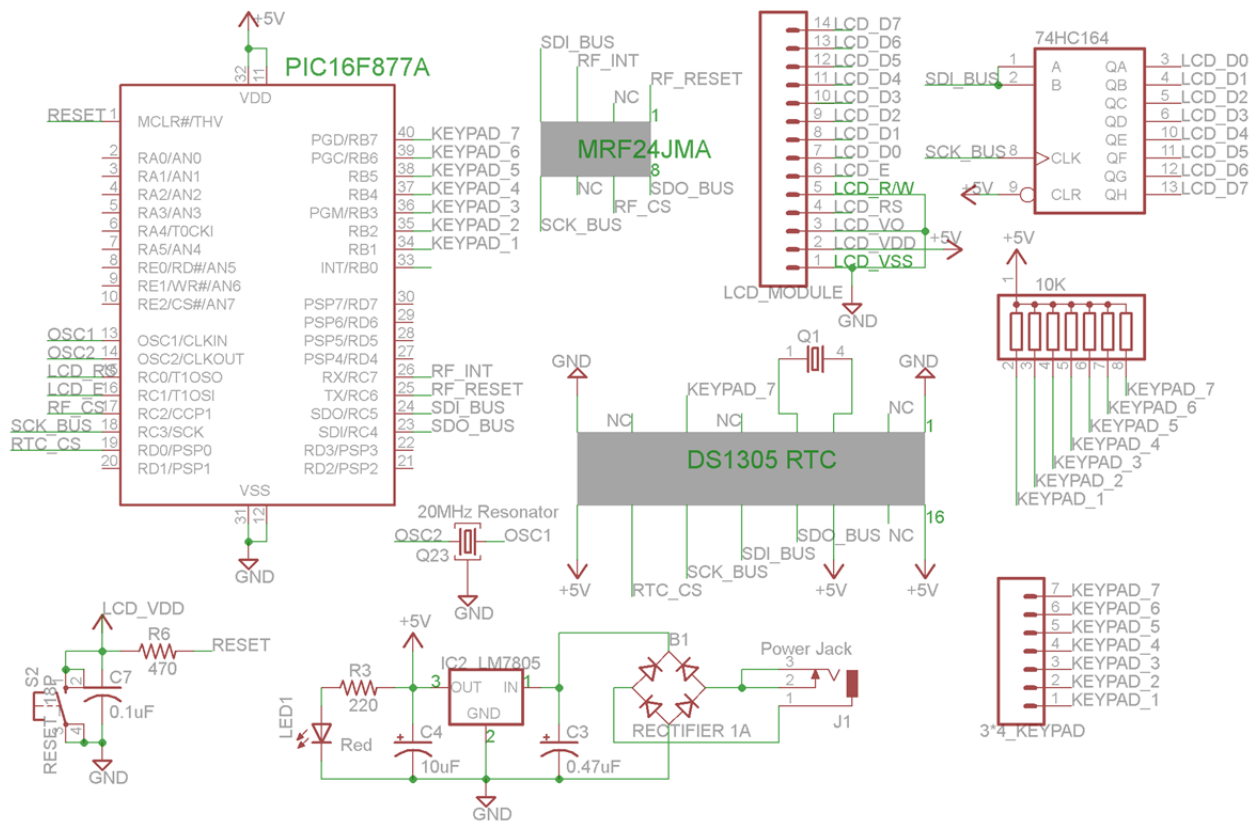 +5V
PIC16F877A
32
11
VDD
RESET 1 MCLR#/THV
2 RA0/AN0
3 RA1/AN1
4 RA2/AN2
5 RA3/AN3
6 RA4/T0CKI
7 RA5/AN4
8 RE0/RD#/AN5
9 RE1/WR#/AN6
10 RE2/CS#/AN7
OSC1 13 OSC1/CLKIN
OSC2 14 OSC2/CLKOUT
LCD_RS 15 RC0/T1OSO
LCD_E 16 RC1/T1OSI
RF_CS 17 RC2/CCP1
SCK_BUS 18 RC3/SCK
RTC_CS 19 RD0/PSP0
20 RD1/PSP1
PGD/RB7 40 KEYPAD_7
PGC/RB6 39 KEYPAD_6
RB5 38 KEYPAD_5
RB4 37 KEYPAD_4
PGM/RB3 36 KEYPAD_3
RB2 35 KEYPAD_2
RB1 34 KEYPAD_1
INT/RB0 33
PSP7/RD7 30
PSP6/RD6 29
PSP5/RD5 28
PSP4/RD4 27
RX/RC7 26 RF_INT
TX/RC6 25 RF_RESET
SDO/RC5 24 SDI_BUS
SDI/RC4 23 SDO_BUS
RD3/PSP3 22
RD2/PSP2 21
VSS
31
12
GND
SDI_BUS
RF_INT
RF_RESET
NC
1
MRF24JMA
8
NC
SDO_BUS
RF_CS
SCK_BUS
14 LCD_D7
13 LCD_D6
12 LCD_D5
11 LCD_D4
10 LCD_D3
9 LCD_D2
8 LCD_D1
7 LCD_D0
6 LCD_E
5 LCD_R/W
4 LCD_RS
3 LCD_VO
2 LCD_VDD
1 LCD_VSS
+5V
LCD_MODULE
GND
74HC164
1 A
SDI_BUS 2 B
SCK_BUS 8 CLK
+5V 9 CLR
QA 3 LCD_D0
QB 4 LCD_D1
QC 5 LCD_D2
QD 6 LCD_D3
QE 10 LCD_D4
QF 11 LCD_D5
QG 12 LCD_D6
QH 13 LCD_D7
+5V
1
10K
2 3 4 5 6 7 8
KEYPAD_7
KEYPAD_6
KEYPAD_5
KEYPAD_4
KEYPAD_3
KEYPAD_2
KEYPAD_1
Q1
1 4
GND
GND
KEYPAD_7
NC
NC
NC
1
DS1305 RTC
16
SDO_BUS
NC
SDI_BUS
SCK_BUS
RTC_CS
+5V
+5V
+5V
20MHz Resonator
OSC2
OSC1
Q23
GND
LCD_VDD
R6
RESET
470
S2
RESET_18P
1
2
3
4
C7
0.1uF
GND
+5V
R3
220
LED1
Red
IC2 LM7805
3 OUT
IN 1
GND
2
C4
10uF
C3
0.47uF
GND
B1
RECTIFIER 1A
Power Jack
3
2
1
J1
7 KEYPAD_7
6 KEYPAD_6
5 KEYPAD_5
4 KEYPAD_4
3 KEYPAD_3
2 KEYPAD_2
1 KEYPAD_1
3*4_KEYPAD